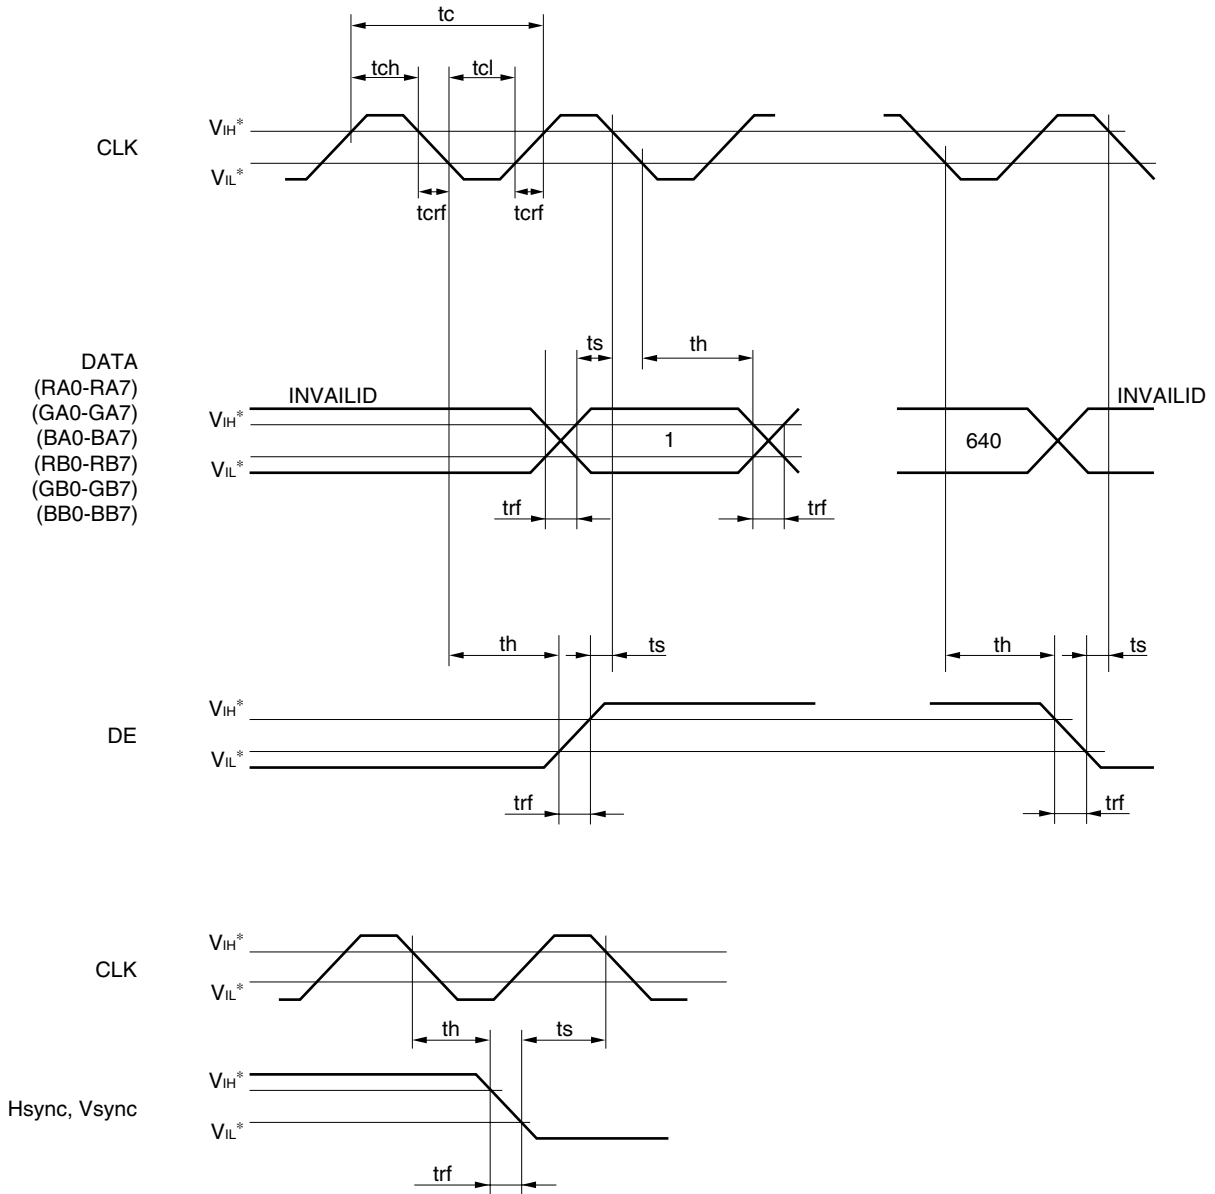 tc
tch tcl
VIH*
CLK
VIL*
tcrf tcrf
ts th
DATA
(RA0-RA7)
(GA0-GA7)
(BA0-BA7)
(RB0-RB7)
(GB0-GB7)
(BB0-BB7)
INVAILID INVAILID
VIH*
1 640
VIL*
trf trf
th ts th ts
VIH*
DE
VIL*
trf trf
VIH*
CLK
VIL*
th ts
VIH*
Hsync, Vsync
VIL*
trf